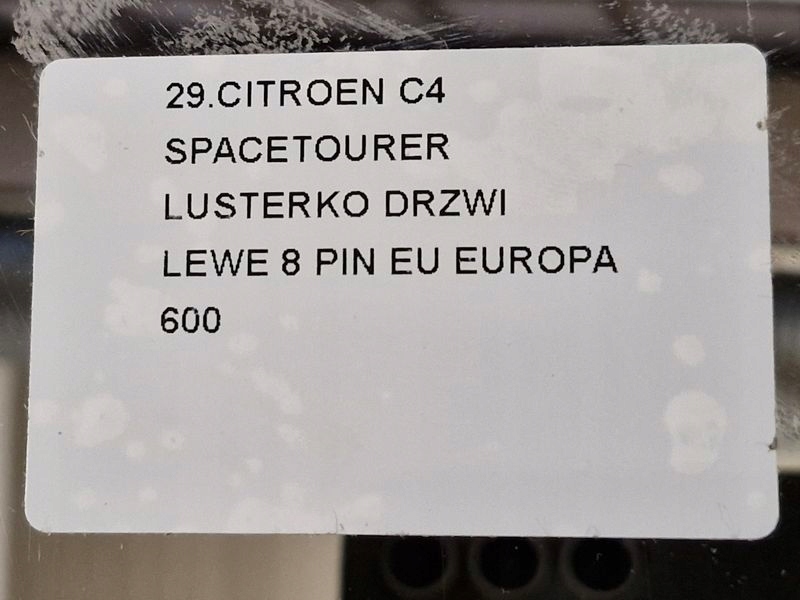 29.CITROEN C4
SPACETOURER
LUSTERKO DRZWI
LEWE 8 PIN EU EUROPA
600